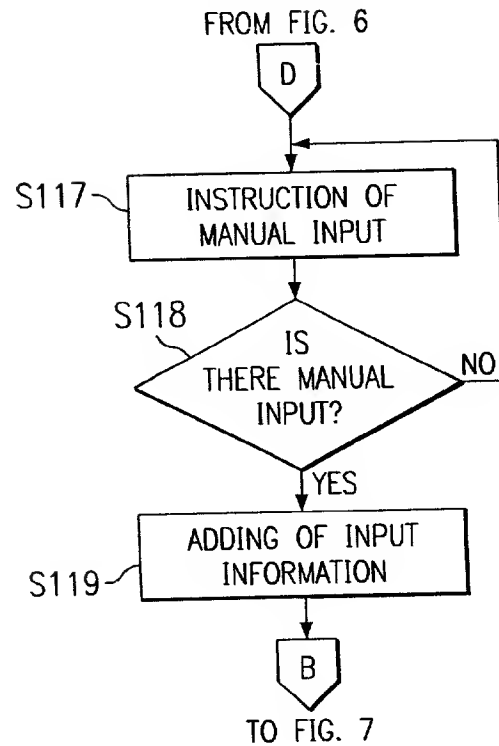 FROM FIG. 6
D
S117
INSTRUCTION OF
MANUAL INPUT
S118
IS
THERE MANUAL
INPUT?
NO
YES
S119
ADDING OF INPUT
INFORMATION
B
TO FIG. 7